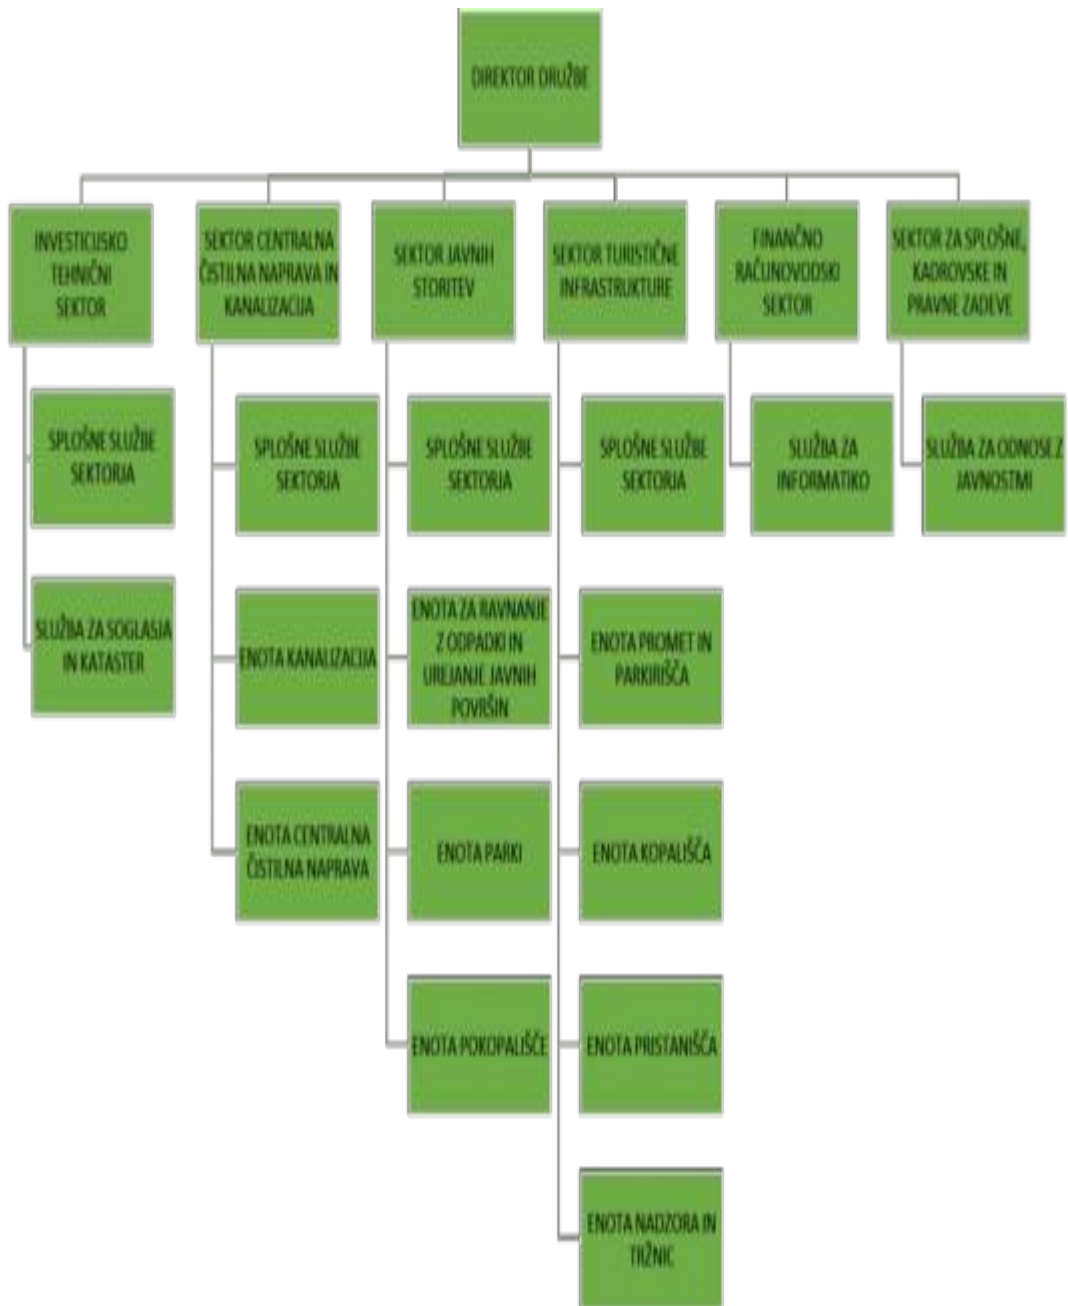 DIREKTOR DRUŽBE
INVESTICIJSKO
TEHNIČNI
SEKTOR
SEKTOR CENTRALNA
ČISTILNA NAPRAVA IN
KANALIZACIJA
SEKTOR JAVNIH
STORITEV
SEKTOR TURISTIČNE
INFRASTRUKTURE
FINANČNO
RAČUNOVODSKI
SEKTOR
SEKTOR ZA SPLOŠNE,
KADROVSKE IN
PRAVNE ZADEVE
SPLOŠNE SLUŽBE
SEKTORJA
SLUŽBA ZA SOGLASJA
IN KATASTER
SPLOŠNE SLUŽBE
SEKTORJA
ENOTA KANALIZACIJA
ENOTA CENTRALNA
ČISTILNA NAPRAVA
SPLOŠNE SLUŽBE
SEKTORJA
ENOTA ZA RAVNANJE
Z ODPADKI IN
UREJANJE JAVNIH
POVRŠIN
ENOTA PARKI
ENOTA POKOPALIŠČE
SPLOŠNE SLUŽBE
SEKTORJA
ENOTA PROMET IN
PARKIRIŠČA
ENOTA KOPALIŠČA
ENOTA PRISTANIŠČA
ENOTA NADZORA IN
TRŽNIC
SLUŽBA ZA
INFORMATIKO
SLUŽBA ZA ODNOSE Z
JAVNOSTMI